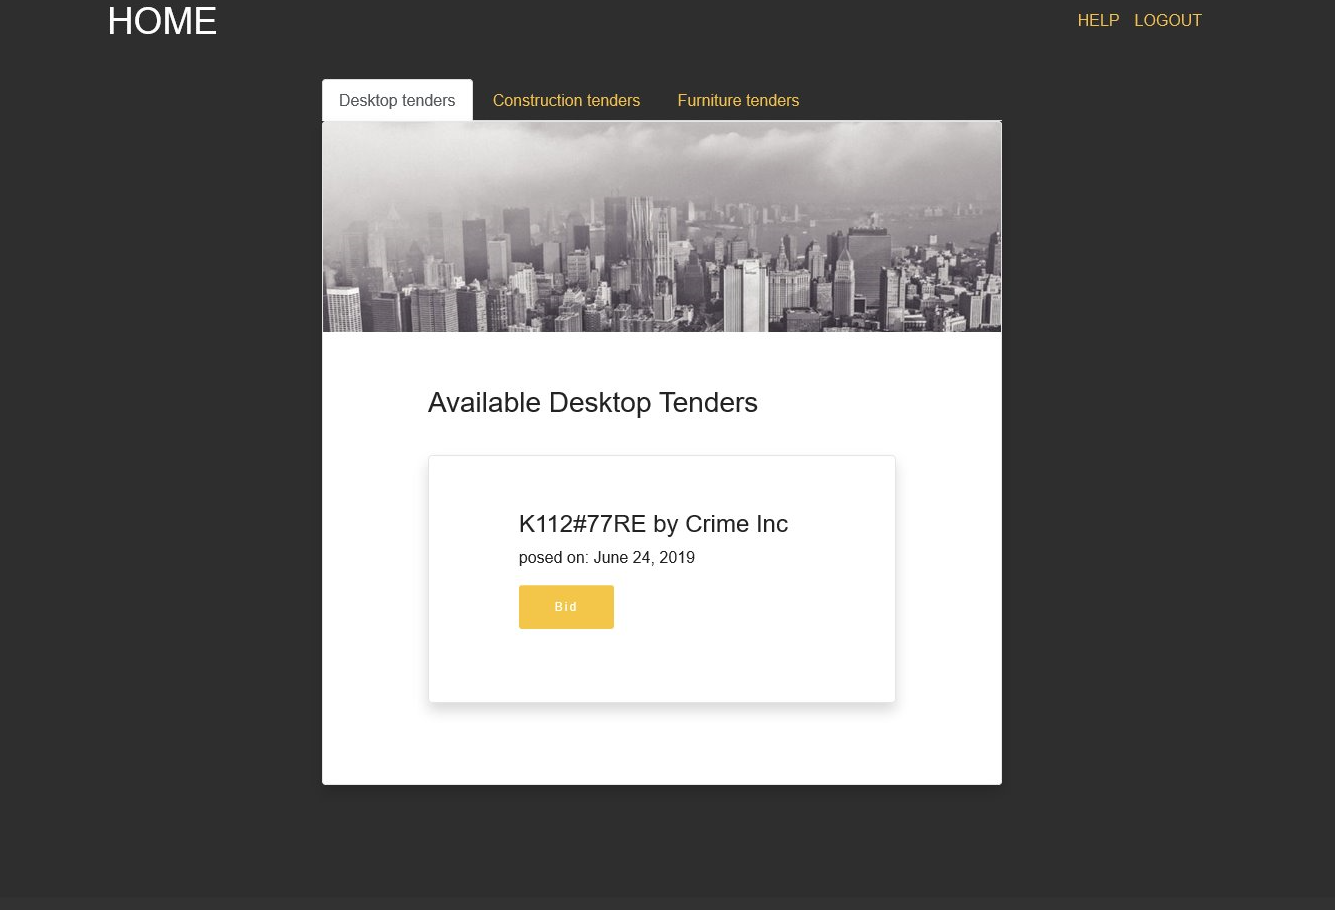 HOME
HELP LOGOUT
Desktop tenders Construction tenders Furniture tenders
Available Desktop Tenders
K112#77RE by Crime Inc
posed on: June 24, 2019
Bid